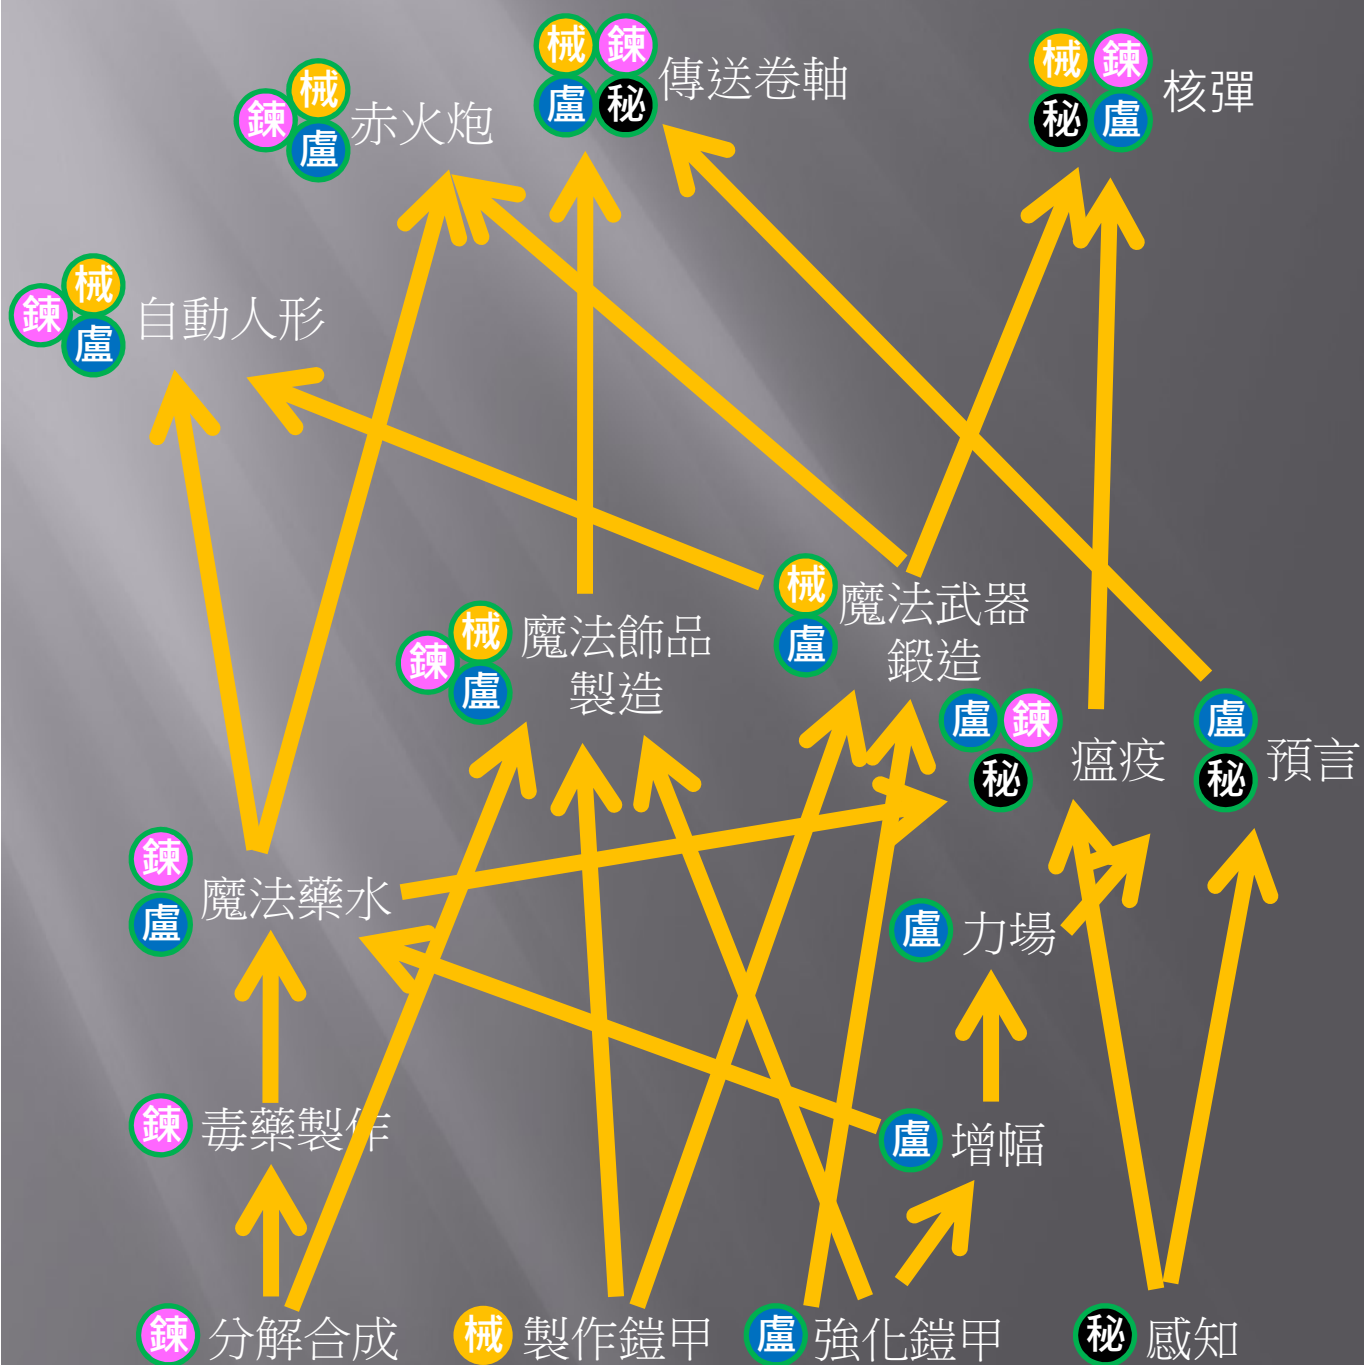 械 鍊
盧 秘
傳送卷軸
械 鍊
秘 盧
核彈
械
鍊
盧
赤火炮
械
鍊
盧
自動人形
械
盧
魔法武器
鍛造
械
鍊
盧
魔法飾品
製造
盧 鍊
秘
瘟疫
盧
秘
預言
鍊
盧
魔法藥水
盧 力場
鍊 毒藥製作
盧 增幅
鍊 分解合成
械 製作鎧甲
盧 強化鎧甲
秘 感知